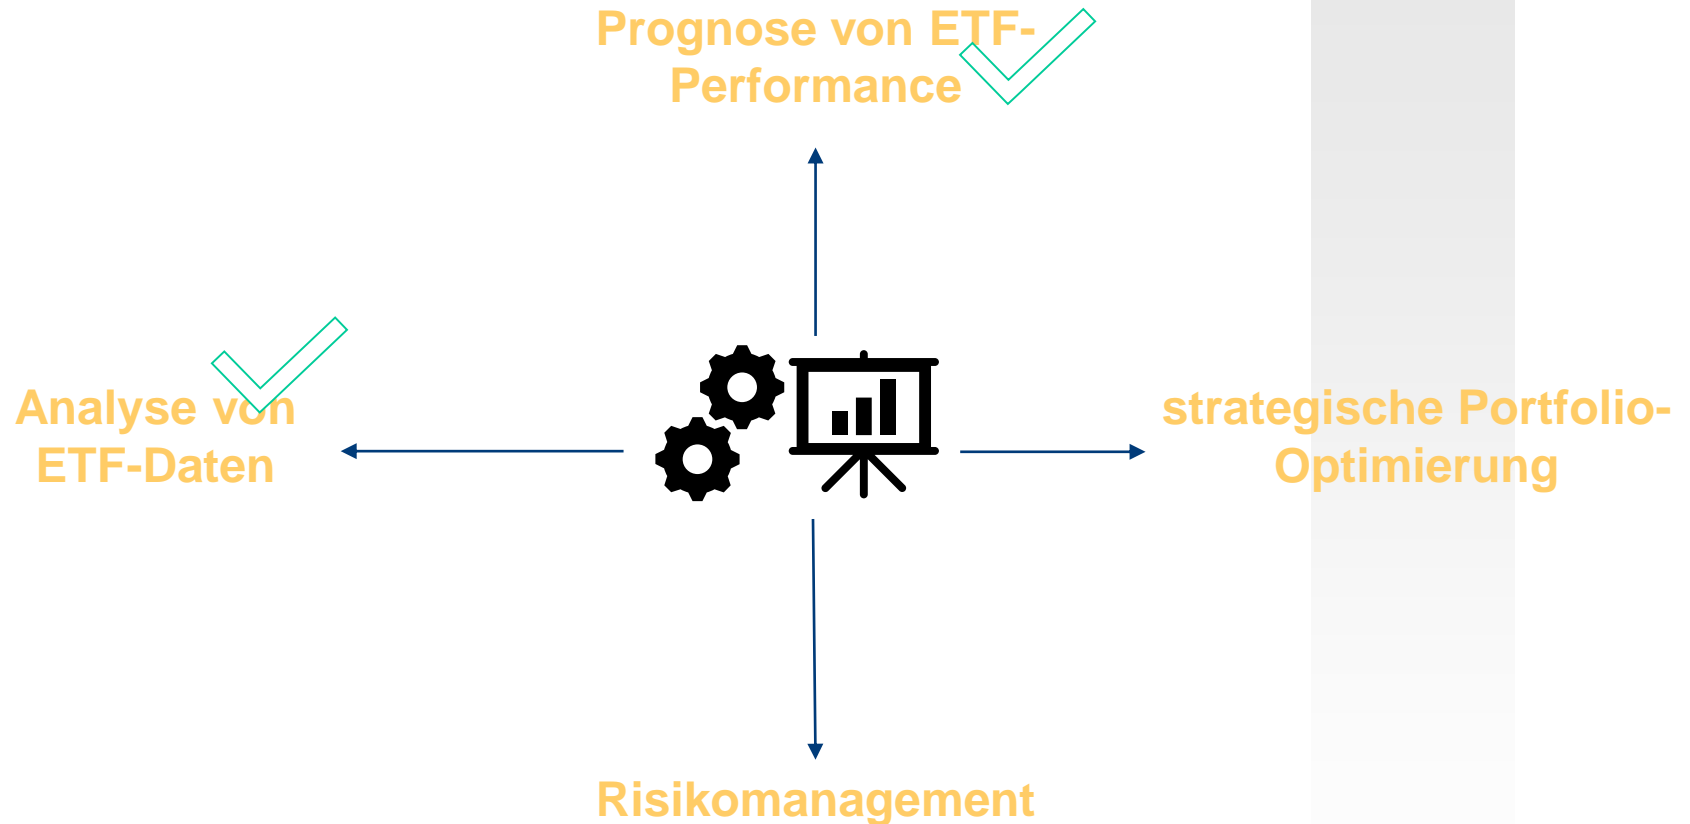 Prognose von ETF-
Performance
Analyse von
ETF-Daten
strategische Portfolio-
Optimierung
Risikomanagement